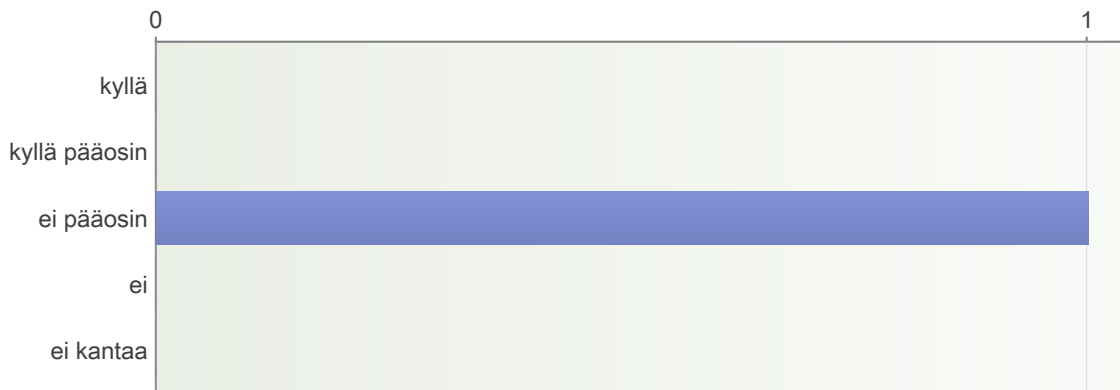 0 1
kyllä
kyllä pääosin
ei pääosin
ei
ei kantaa